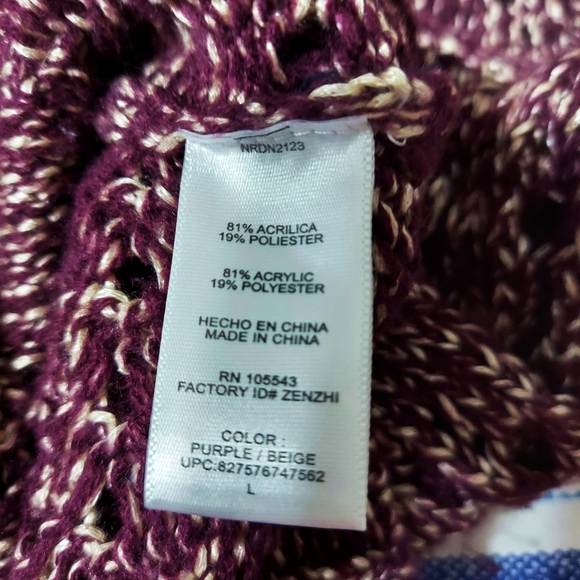 NRDN2123
81% ACRILICA
19% POLIESTER
81% ACRYLIC
19% POLYESTER
HECHO EN CHINA
MADE IN CHINA
RN 105543
FACTORY ID# ZENZHI
COLOR :
PURPLE / BEIGE
UPC:827576747562
L